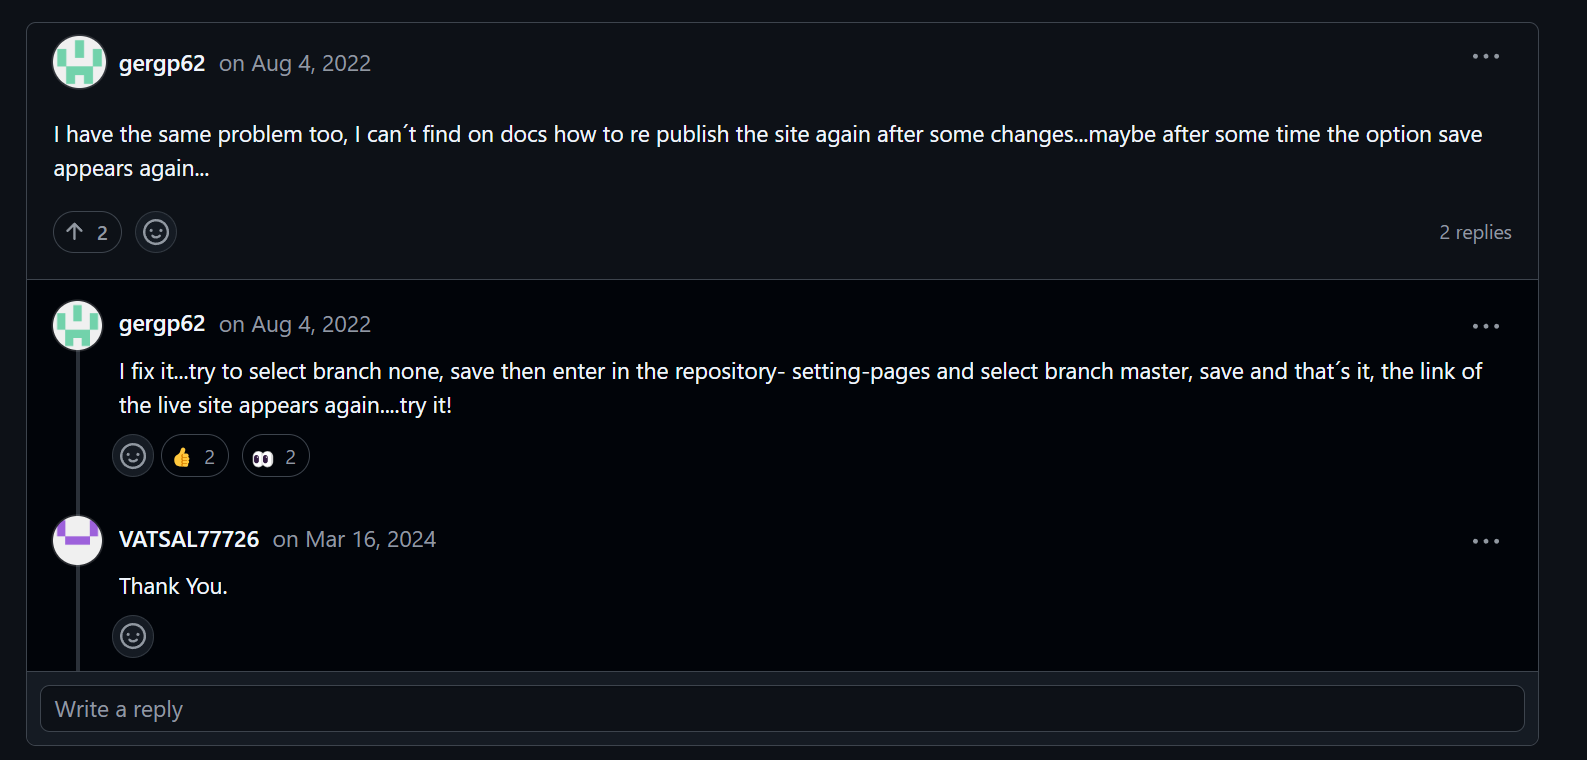 gergp62 on Aug 4, 2022
I have the same problem too, I can´t find on docs how to re publish the site again after some changes...maybe after some time the option save
appears again...
2
2 replies
gergp62 on Aug 4, 2022
I fix it...try to select branch none, save then enter in the repository- setting-pages and select branch master, save and that´s it, the link of
the live site appears again....try it!
👍 2 👀 2
VATSAL77726 on Mar 16, 2024
Thank You.
Write a reply